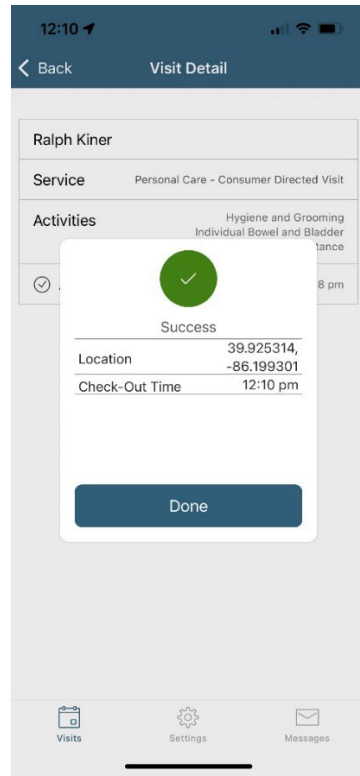 12:10
Back
Visit Detail
Ralph Kiner
Service
Personal Care - Consumer Directed Visit
Activities
Hygiene and Grooming
Individual Bowel and Bladder
8 pm
Success
Location
39.925314,
-86.199301
Check-Out Time
12:10 pm
Done
Visits
Settings
Messages